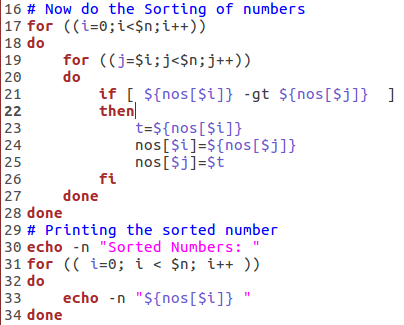 16 # Now do the Sorting of numbers
17 for ((i=0;i<$n;i++))
18 do
19     for ((j=$i;j<$n;j++))
20     do
21         if [ ${nos[$i]} -gt ${nos[$j]}  ]
22         then
23             t=${nos[$i]}
24             nos[$i]=${nos[$j]}
25             nos[$j]=$t
26         fi
27     done
28 done
29 # Printing the sorted number
30 echo -n "Sorted Numbers: "
31 for (( i=0; i < $n; i++ ))
32 do
33     echo -n "${nos[$i]} "
34 done